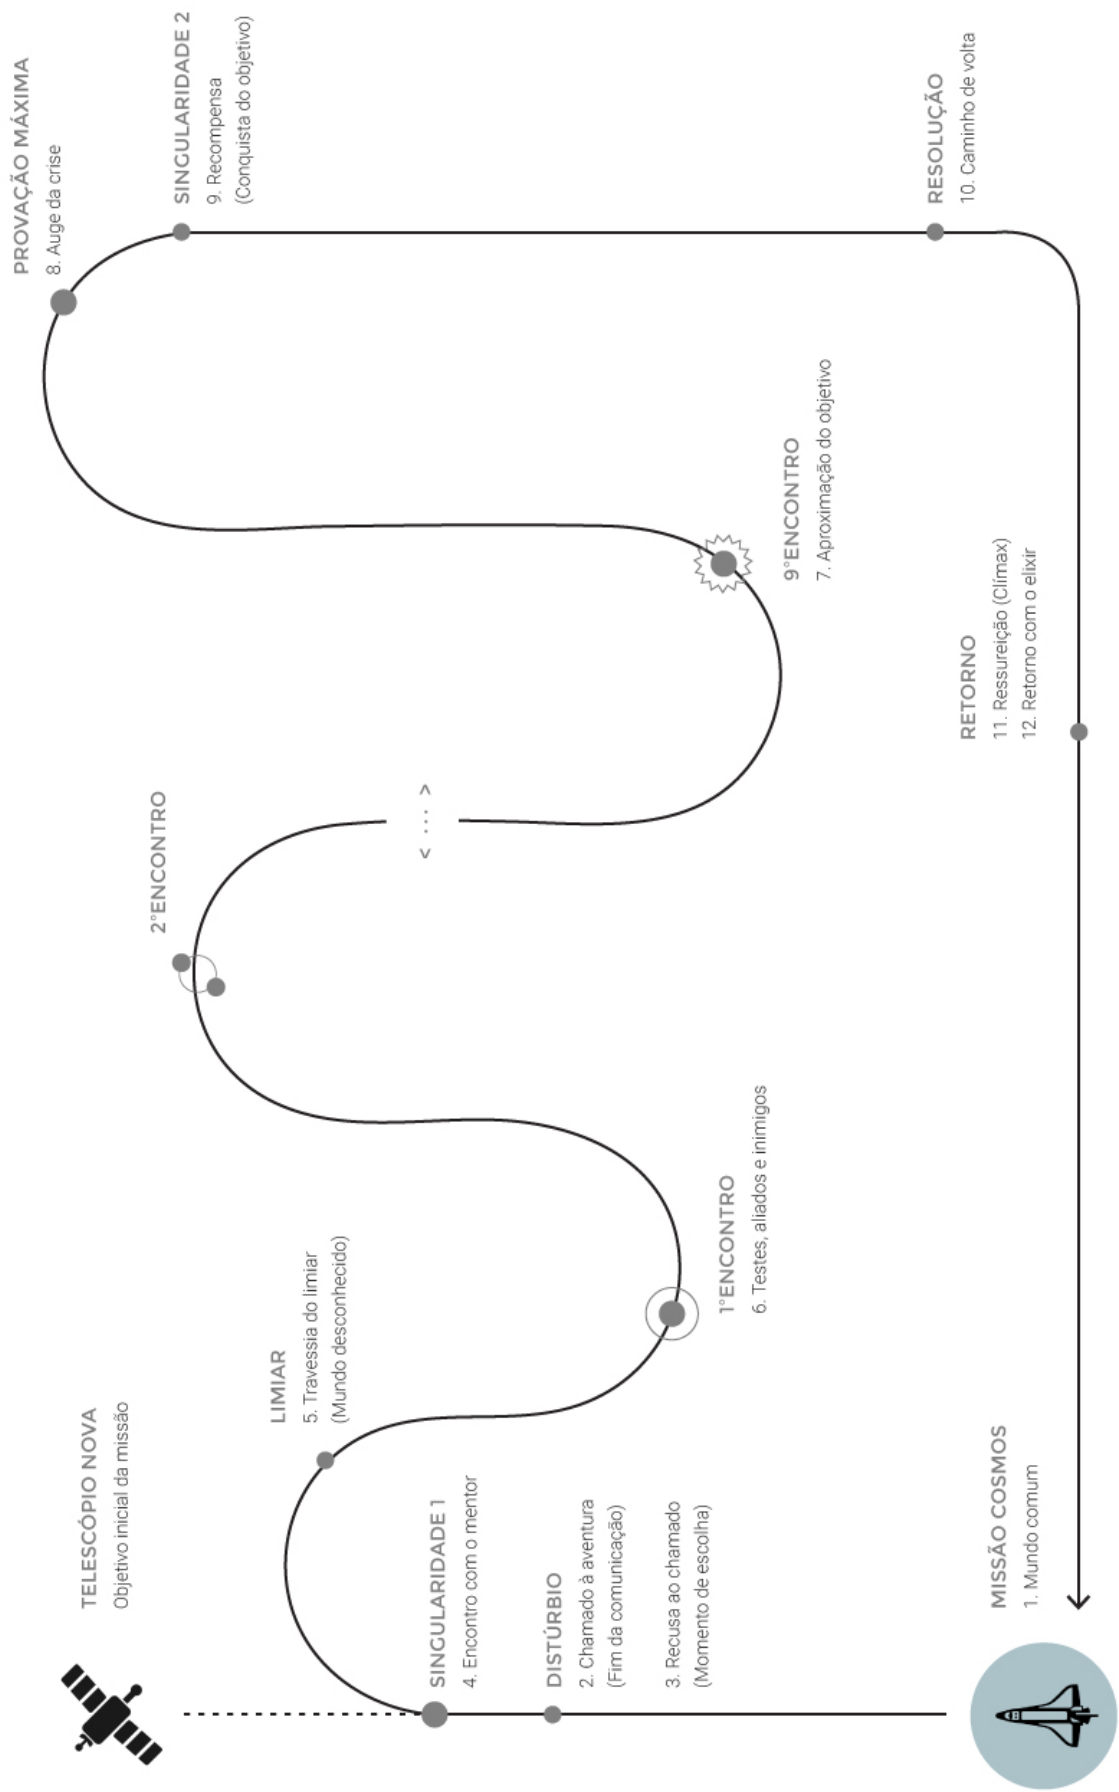 TELESCÓPIO NOVA
Objetivo inicial da missão
MISSÃO COSMOS
1. Mundo comum
DISTÚRBIO
2. Chamado à aventura
(Fim da comunicação)
3. Recusa ao chamado
(Momento de escolha)
SINGULARIDADE 1
4. Encontro com o mentor
LIMIAR
5. Travessia do limiar
(Mundo desconhecido)
1°ENCONTRO
6. Testes, aliados e inimigos
2°ENCONTRO
< ... >
9°ENCONTRO
7. Aproximação do objetivo
PROVAÇÃO MÁXIMA
8. Auge da crise
SINGULARIDADE 2
9. Recompensa
(Conquista do objetivo)
RESOLUÇÃO
10. Caminho de volta
RETORNO
11. Ressureição (Clímax)
12. Retorno com o elixir